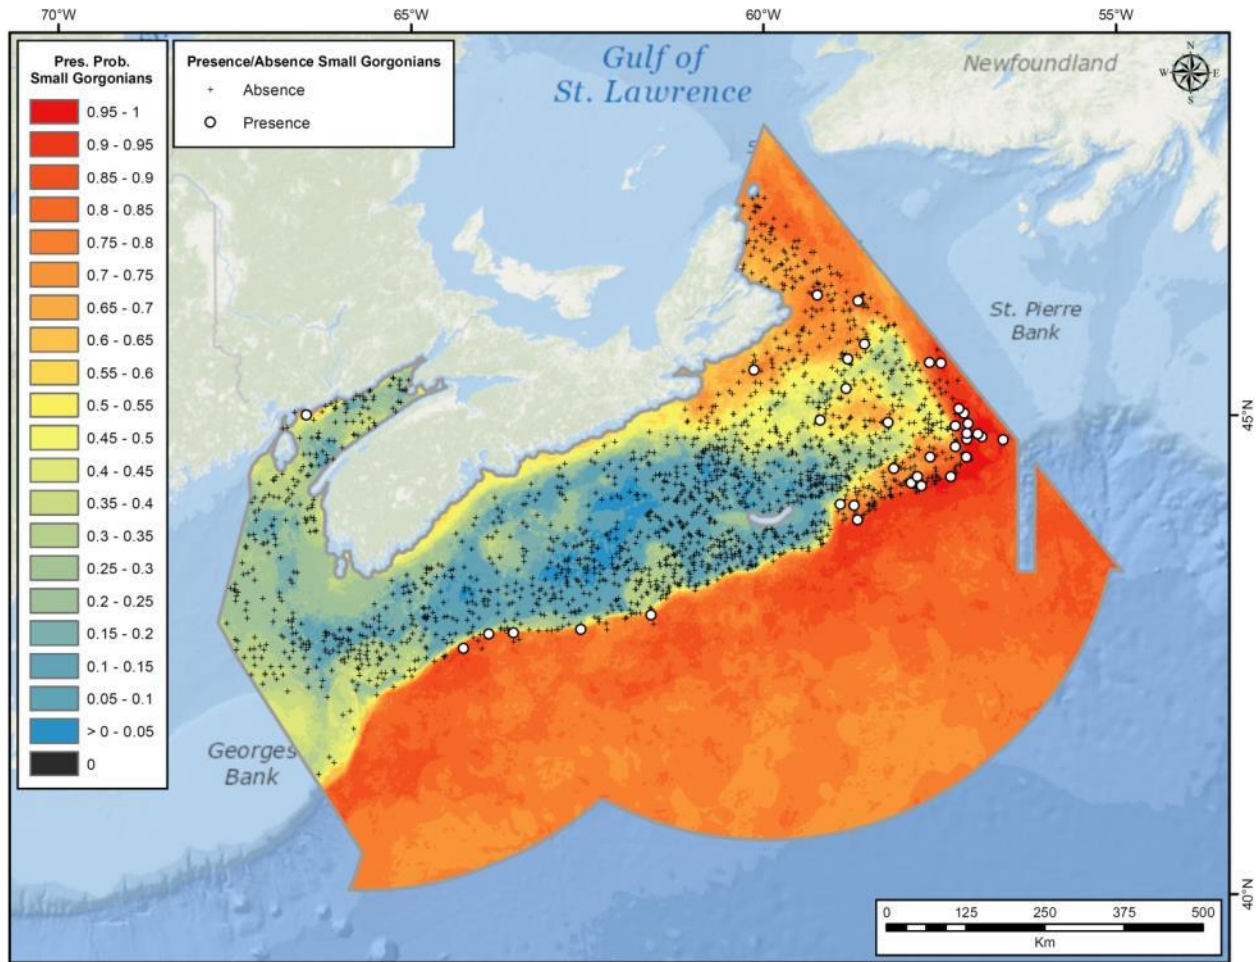 70°W
65°W
60°W
55°W
Pres. Prob.
Small Gorgonians
0.95 - 1
0.9 - 0.95
0.85 - 0.9
0.8 - 0.85
0.75 - 0.8
0.7 - 0.75
0.65 - 0.7
0.6 - 0.65
0.55 - 0.6
0.5 - 0.55
0.45 - 0.5
0.4 - 0.45
0.35 - 0.4
0.3 - 0.35
0.25 - 0.3
0.2 - 0.25
0.15 - 0.2
0.1 - 0.15
0.05 - 0.1
> 0 - 0.05
0
Presence/Absence Small Gorgonians
Absence
Presence
Gulf of
St. Lawrence
Newfoundland
N
W
E
S
St. Pierre
Bank
45°N
Georges
Bank
40°N
0
125
250
375
500
Km